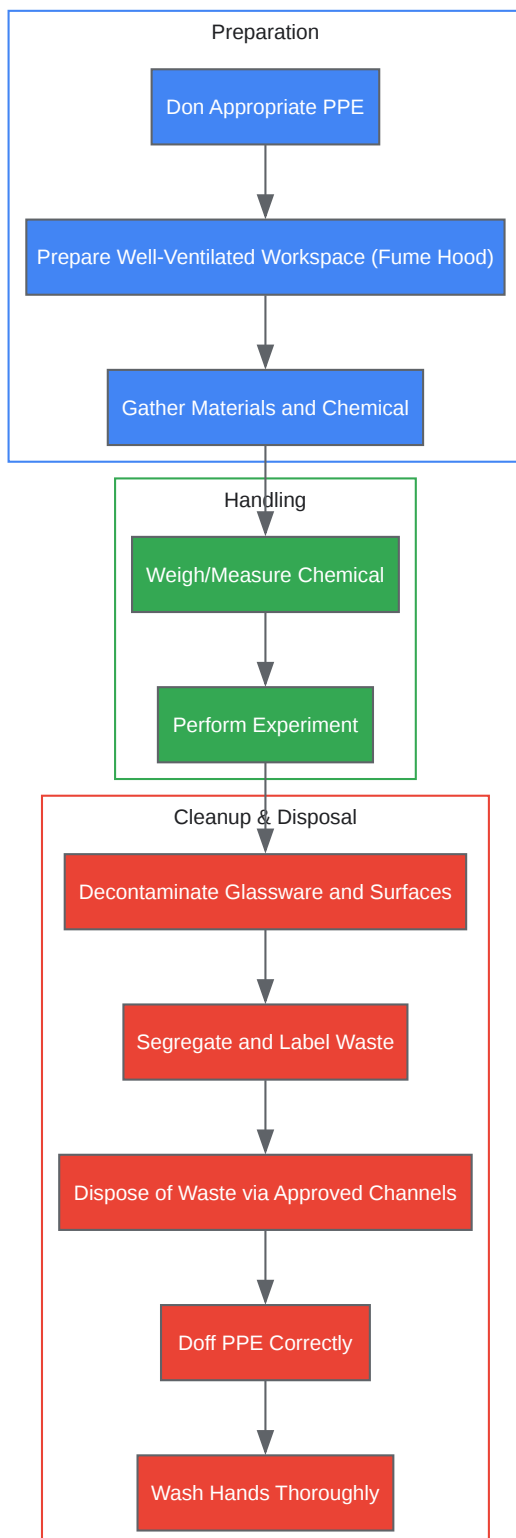 Preparation
Don Appropriate PPE
Prepare Well-Ventilated Workspace (Fume Hood)
Gather Materials and Chemical
Handling
Weigh/Measure Chemical
Perform Experiment
Cleanup & Disposal
Decontaminate Glassware and Surfaces
Segregate and Label Waste
Dispose of Waste via Approved Channels
Doff PPE Correctly
Wash Hands Thoroughly